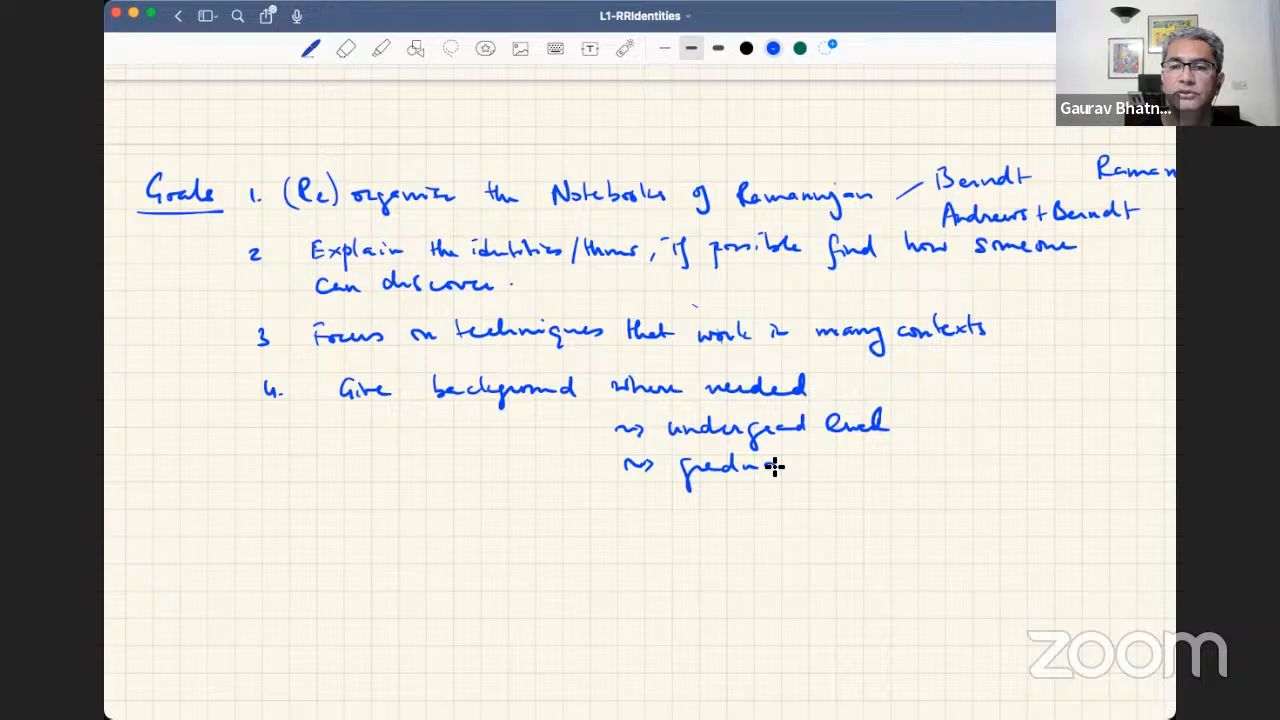 L1-RRIdentities
Gaurav Bhatn...
Goals 1. (Re) organize the Notebooks of Ramanujan — Berndt Raman
Andrews + Berndt
2 Explain the identities/thms, if possible find how someone
can discover.
3 Focus on techniques that work in many contexts
4. Give background where needed
~> undergrad level
~> gradua
zoom